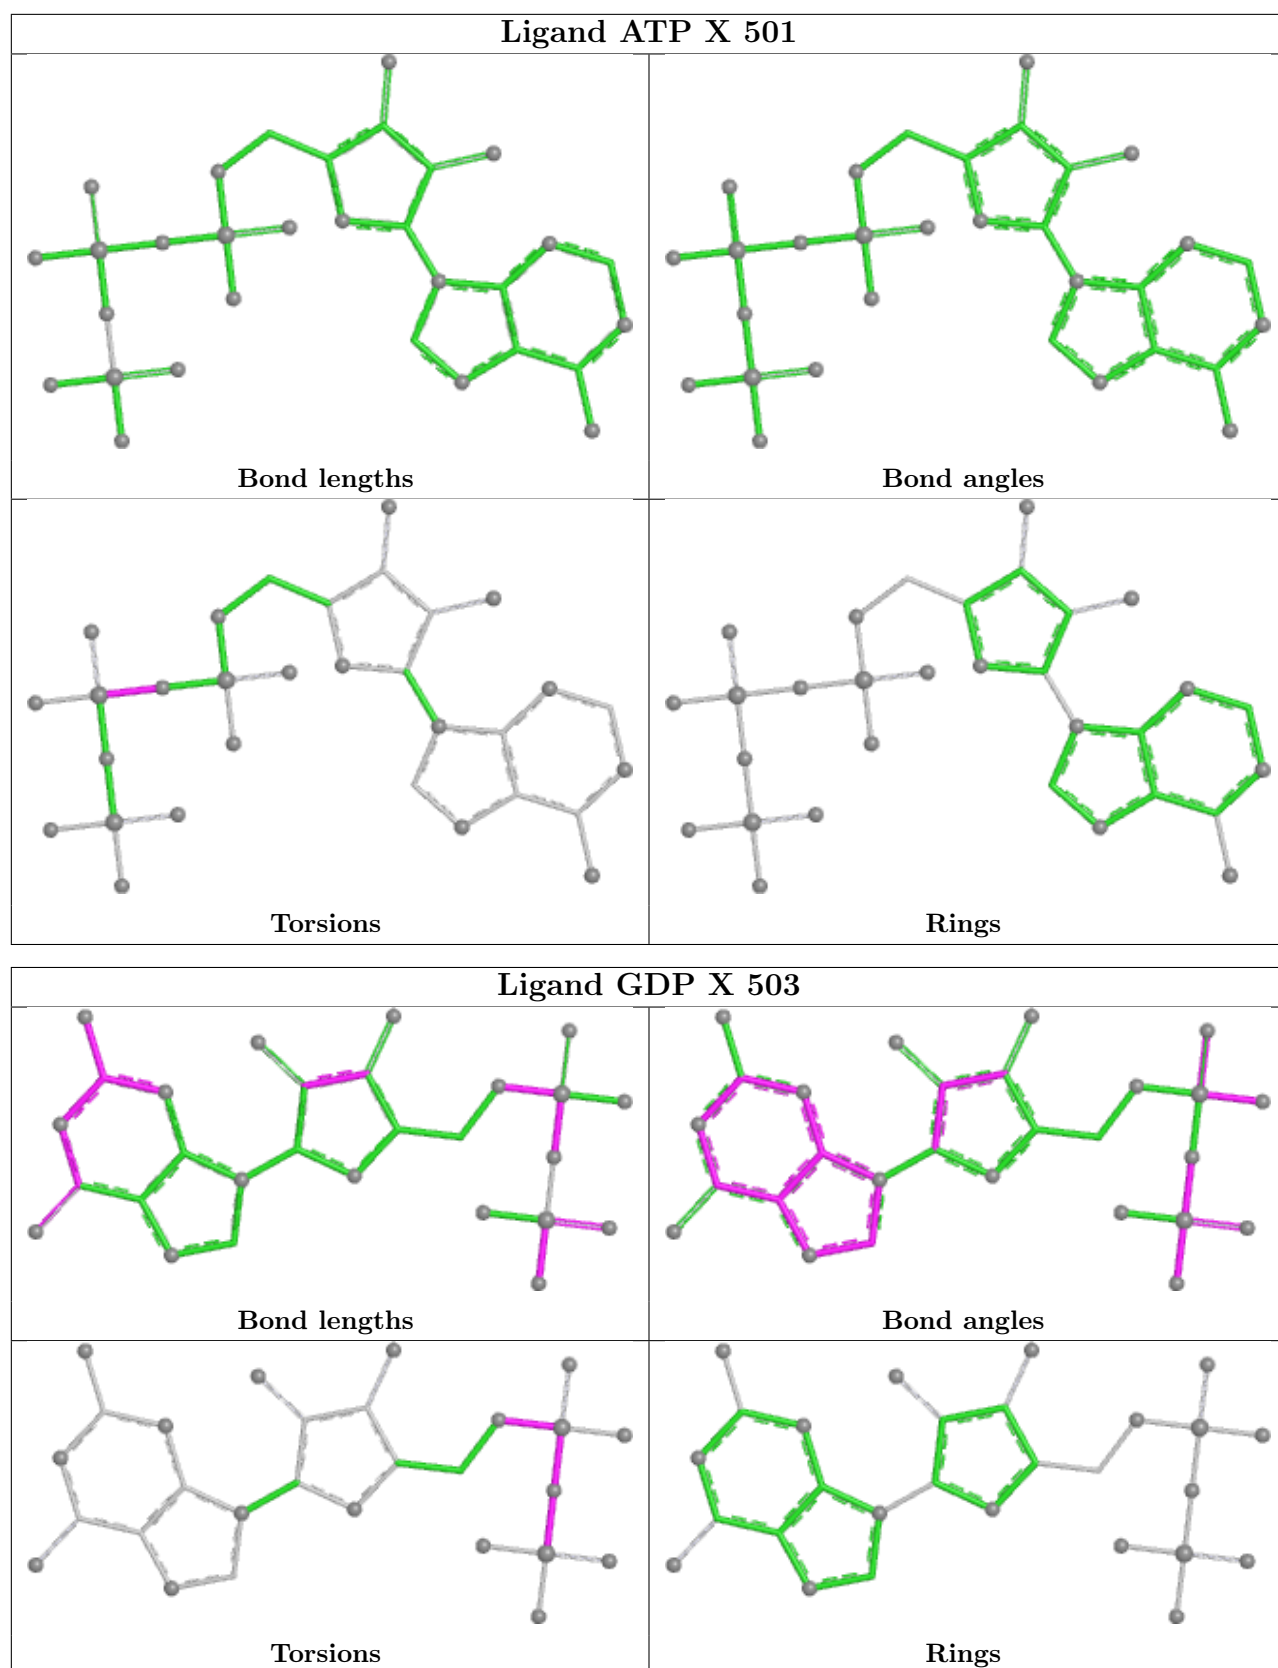 Ligand ATP X 501
Bond lengths
Bond angles
Torsions
Rings
Ligand GDP X 503
Bond lengths
Bond angles
Torsions
Rings